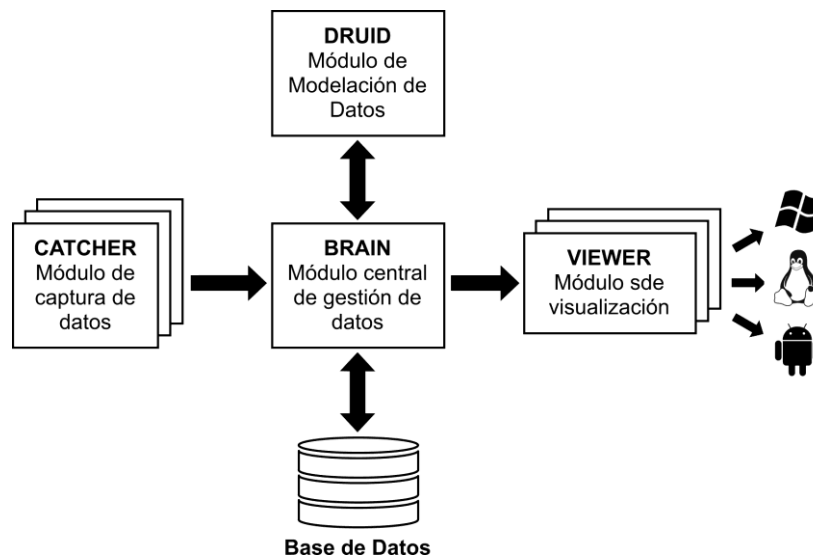 DRUID
Módulo de
Modelación de
Datos
CATCHER
Módulo de
captura de
datos
BRAIN
Módulo central
de gestión de
datos
VIEWER
Módulo sde
visualización
Base de Datos